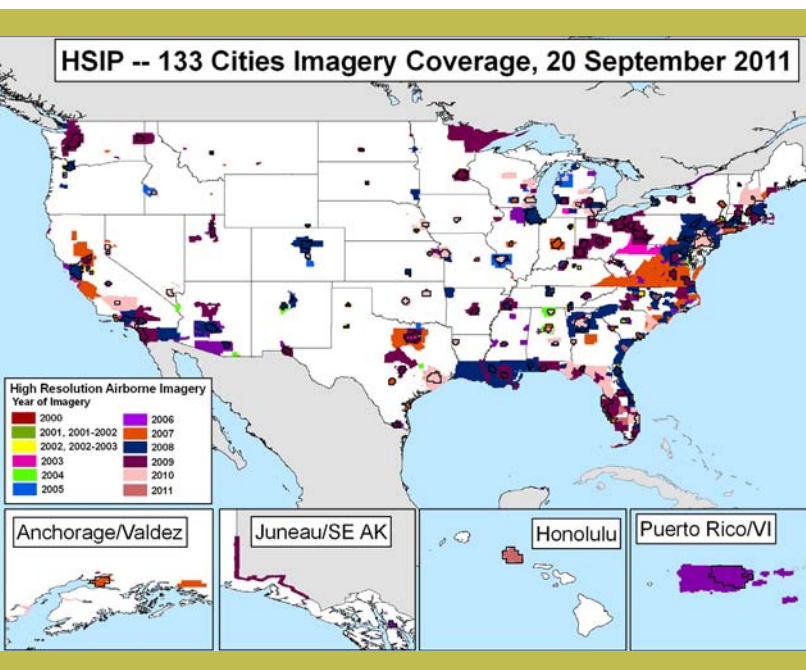 HSIP -- 133 Cities Imagery Coverage, 20 September 2011
High Resolution Airborne Imagery
Year of Imagery
2000
2001, 2001-2002
2002, 2002-2003
2003
2004
2005
2006
2007
2008
2009
2010
2011
Anchorage/Valdez
Juneau/SE AK
Honolulu
Puerto Rico/VI